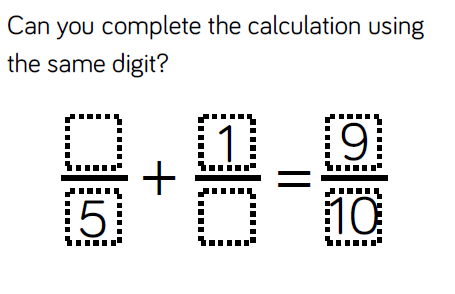 Can you complete the calculation using
the same digit?
1 9
+ =
5 10